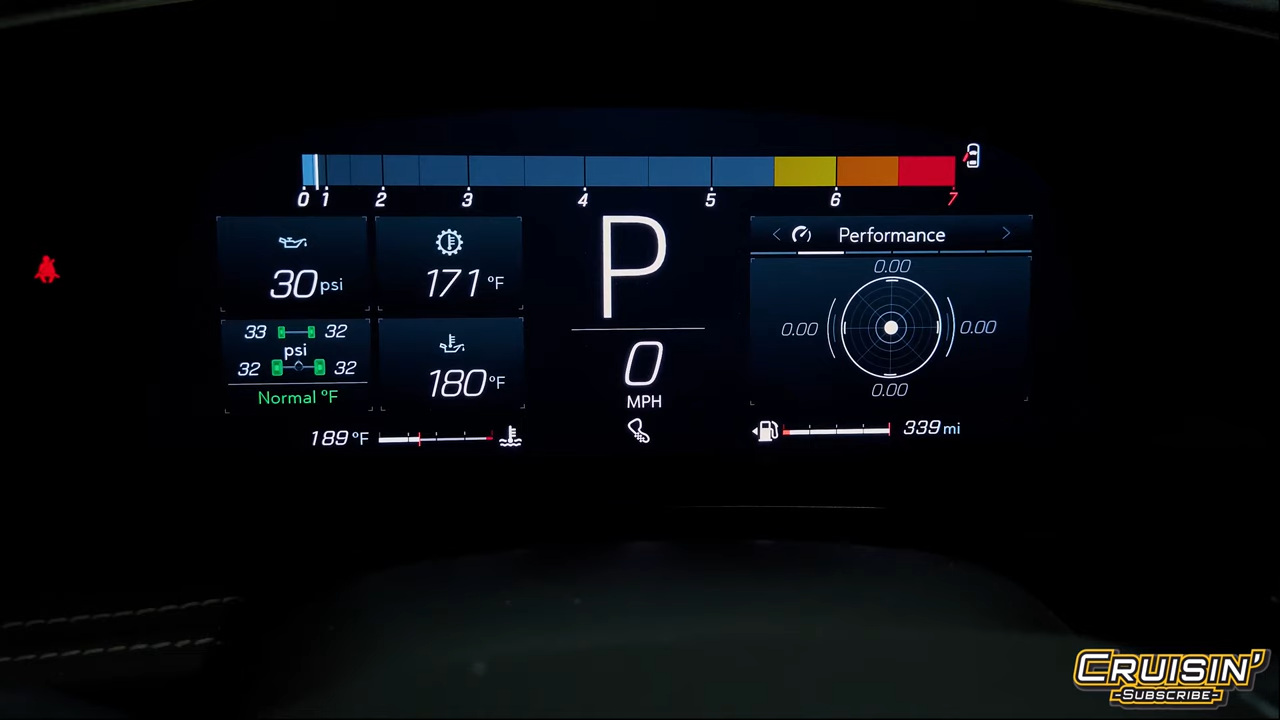 0 1 2 3 4 5 6 7
30 psi
171 °F
33 32
psi
32 32
Normal °F
180 °F
189 °F
P
0
MPH
Performance
0.00
0.00 0.00
0.00
339 mi
CRUISIN'
-SUBSCRIBE-